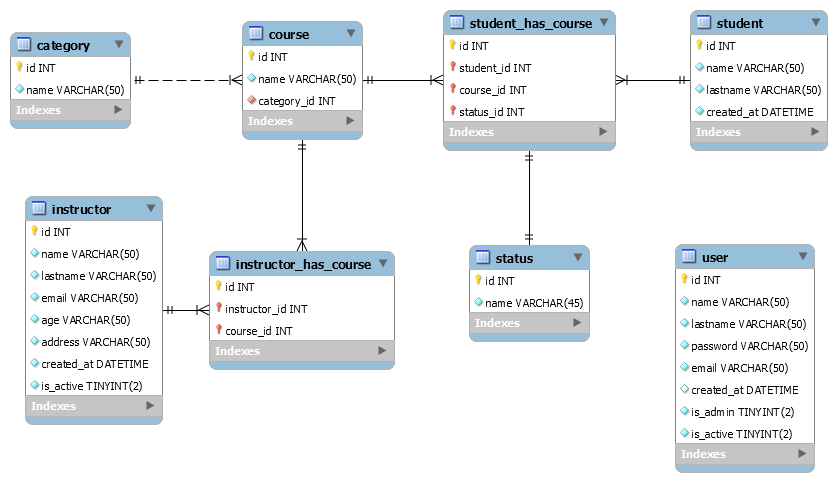 category
id INT
name VARCHAR(50)
Indexes
course
id INT
name VARCHAR(50)
category_id INT
Indexes
student_has_course
id INT
student_id INT
course_id INT
status_id INT
Indexes
student
id INT
name VARCHAR(50)
lastname VARCHAR(50)
created_at DATETIME
Indexes
instructor
id INT
name VARCHAR(50)
lastname VARCHAR(50)
email VARCHAR(50)
age VARCHAR(50)
address VARCHAR(50)
created_at DATETIME
is_active TINYINT(2)
Indexes
instructor_has_course
id INT
instructor_id INT
course_id INT
Indexes
status
id INT
name VARCHAR(45)
Indexes
user
id INT
name VARCHAR(50)
lastname VARCHAR(50)
password VARCHAR(50)
email VARCHAR(50)
created_at DATETIME
is_admin TINYINT(2)
is_active TINYINT(2)
Indexes